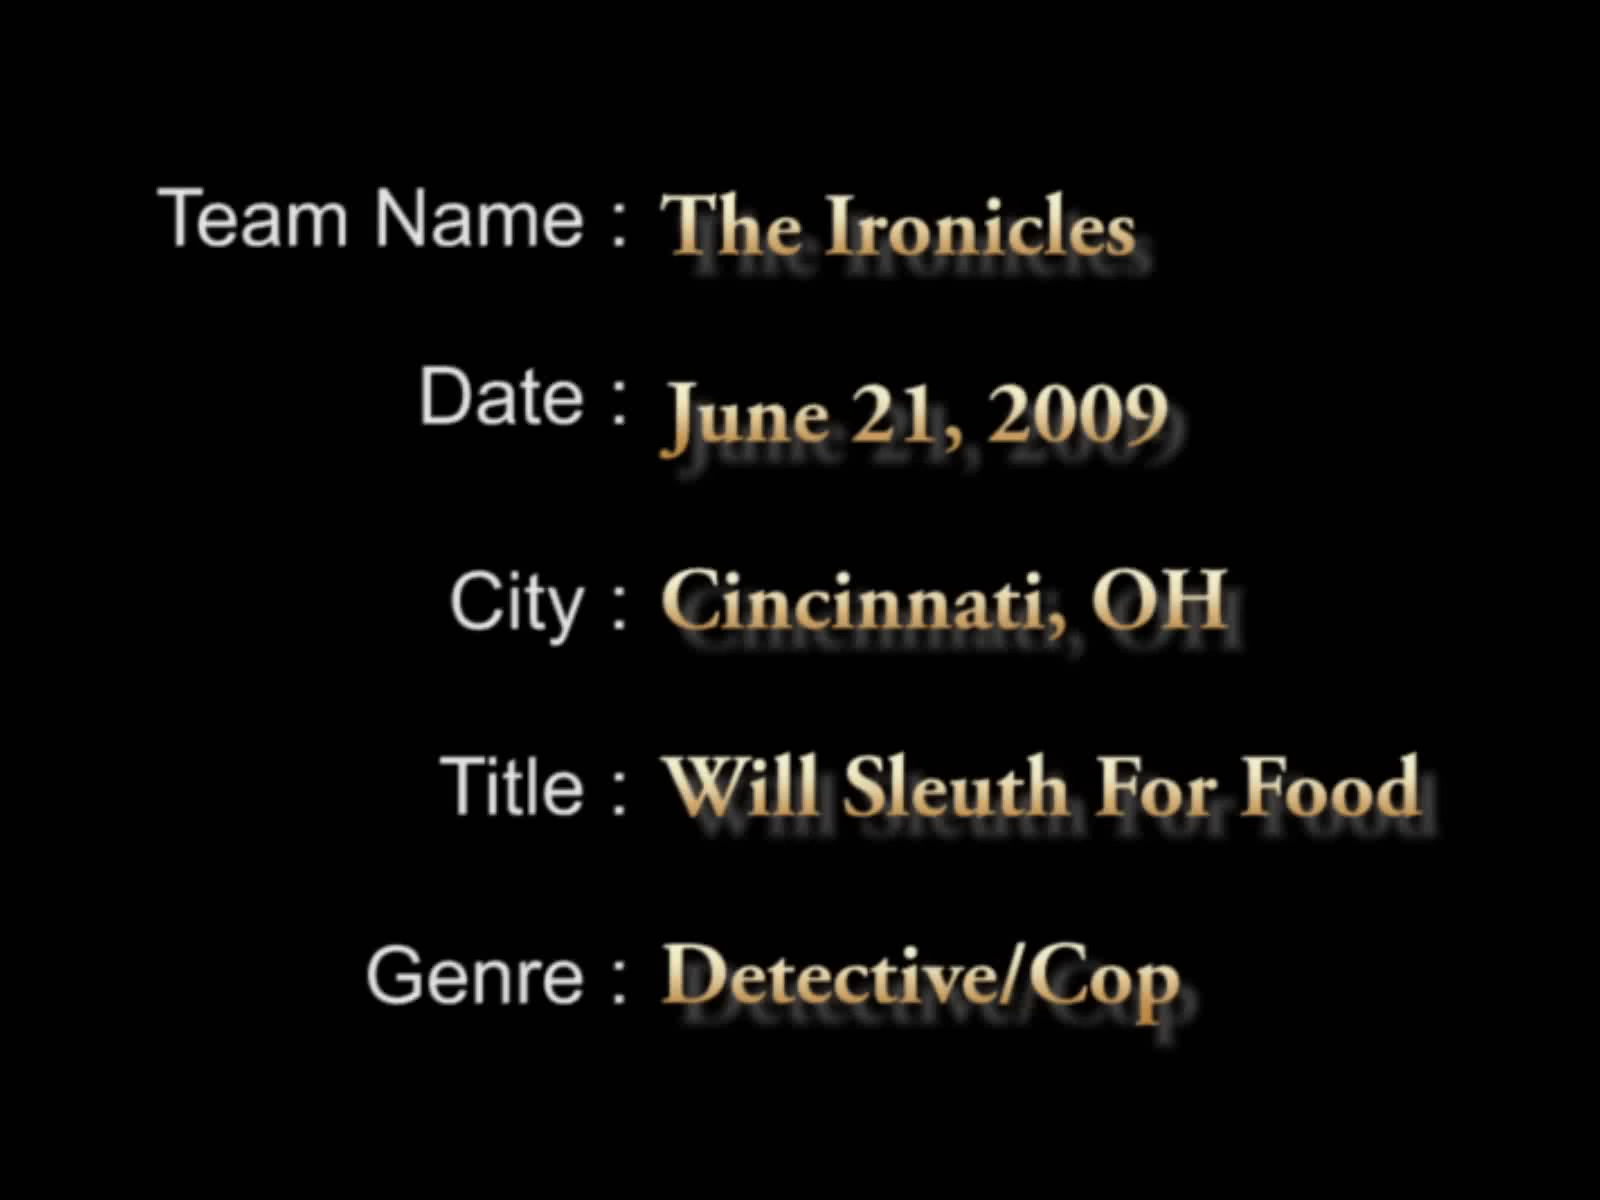 Team Name : The Ironicles
Date : June 21, 2009
City : Cincinnati, OH
Title : Will Sleuth For Food
Genre : Detective/Cop